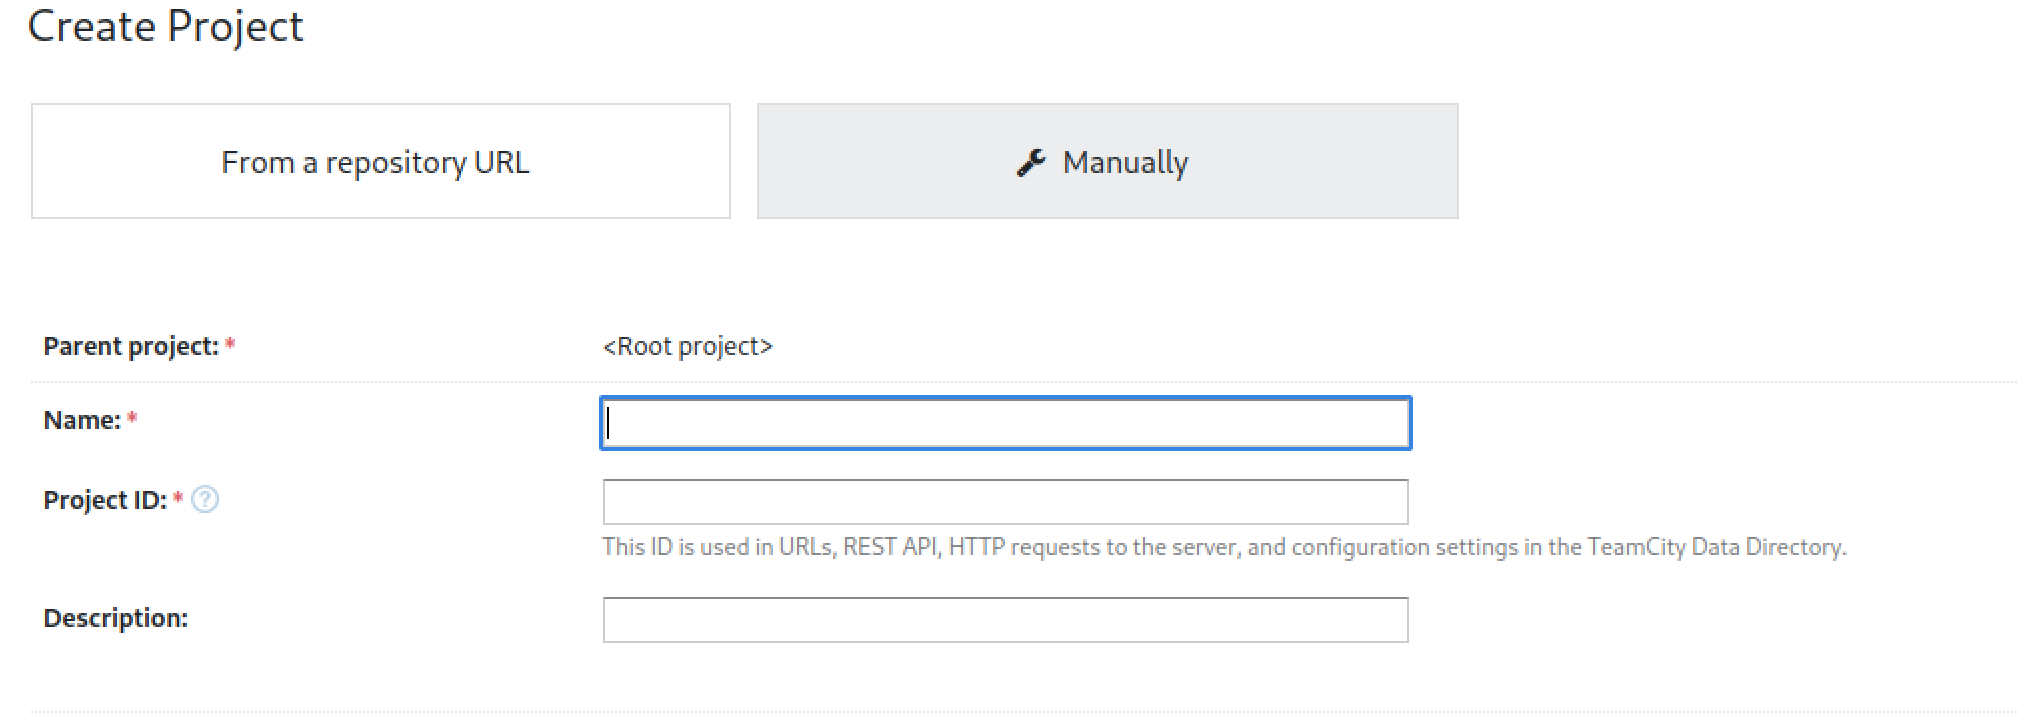 Create Project
From a repository URL
Manually
Parent project: * <Root project>
Name: *
Project ID: * ?
This ID is used in URLs, REST API, HTTP requests to the server, and configuration settings in the TeamCity Data Directory.
Description: